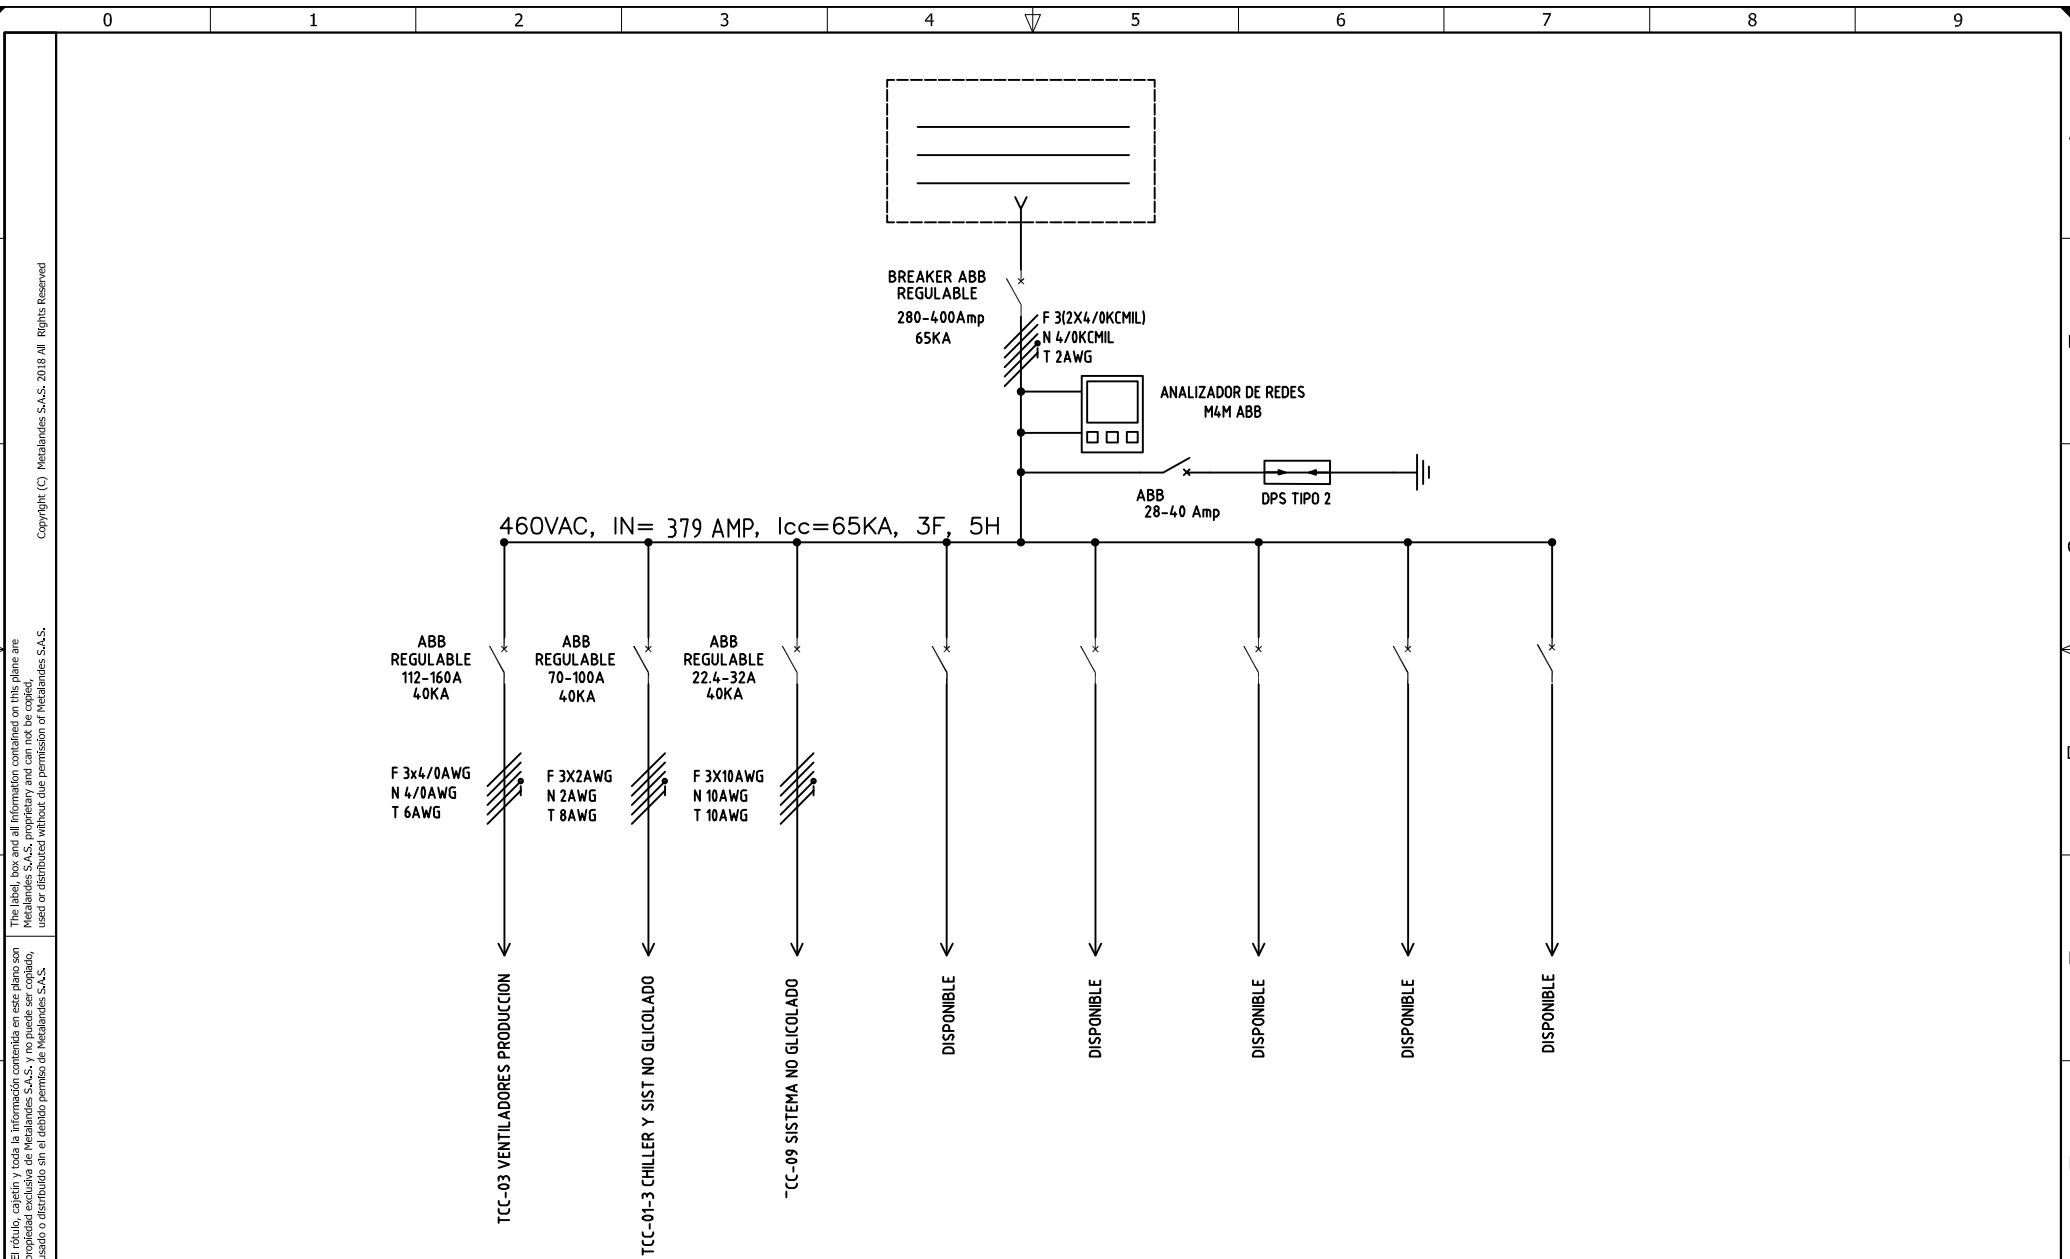 0 1 2 3 4 5 6 7 8 9
BREAKER ABB
REGULABLE
280-400Amp
65KA
F 3(2X4/0KCMIL)
N 4/0KCMIL
T 2AWG
ANALIZADOR DE REDES
M4M ABB
ABB
28-40 Amp
DPS TIPO 2
460VAC, IN= 379 AMP, Icc=65KA, 3F, 5H
ABB
REGULABLE
112-160A
40KA
ABB
REGULABLE
70-100A
40KA
ABB
REGULABLE
22.4-32A
40KA
F 3x4/0AWG
N 4/0AWG
T 6AWG
F 3X2AWG
N 2AWG
T 8AWG
F 3X10AWG
N 10AWG
T 10AWG
TCC-03 VENTILADORES PRODUCCION
TCC-01-3 CHILLER Y SIST NO GLICOLADO
CC-09 SISTEMA NO GLICOLADO
DISPONIBLE
DISPONIBLE
DISPONIBLE
DISPONIBLE
DISPONIBLE
Copyright (C) Metalandes S.A.S. 2018 All Rights Reserved
The label, box and all information contained on this plane are
Metalandes S.A.S. proprietary and can not be copied,
used or distributed without due permission of Metalandes S.A.S.
El rótulo, cajetín y toda la información contenida en este plano son
propiedad exclusiva de Metalandes S.A.S. y no puede ser copiado,
usado o distribuido sin el debido permiso de Metalandes S.A.S.